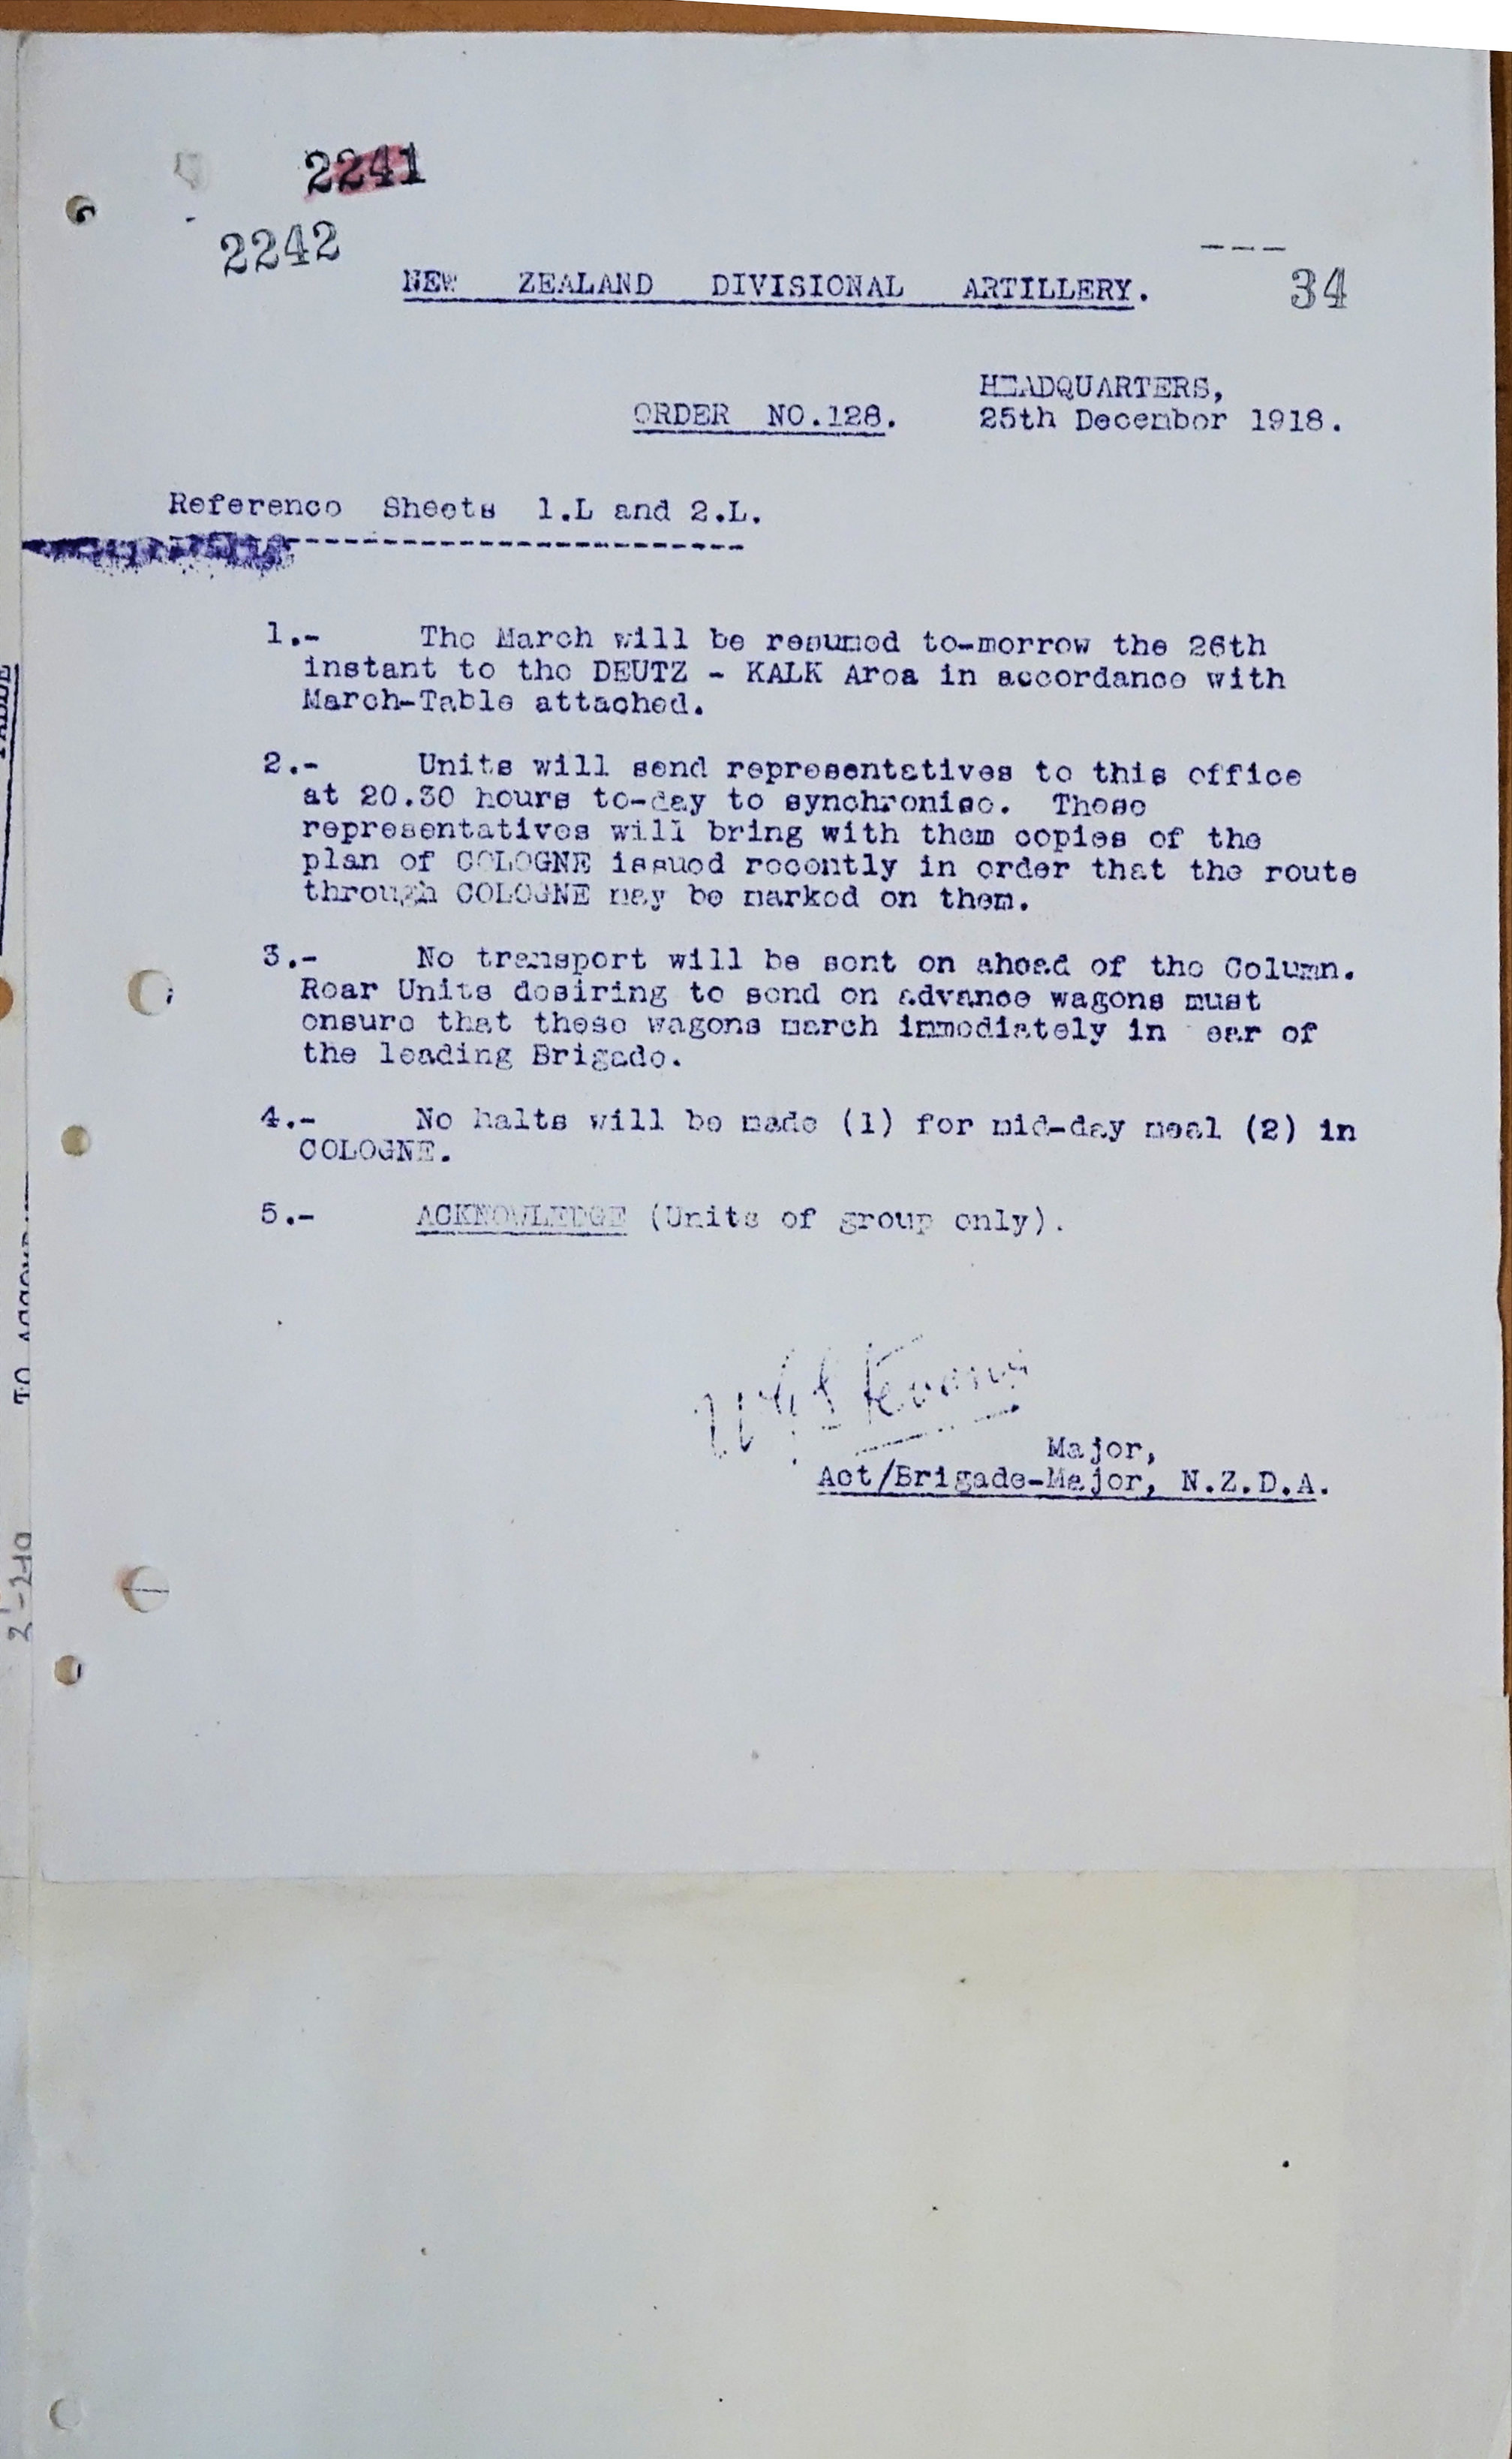 2241
2242
---
34
NEW ZEALAND DIVISIONAL ARTILLERY.
HEADQUARTERS,
ORDER NO.128.
25th December 1918.
Reference Sheets 1.L and 2.L.
1.- The March will be resumed to-morrow the 26th
instant to the DEUTZ - KALK Area in accordance with
March-Table attached.
2.- Units will send representatives to this office
at 20.30 hours to-day to synchronise. These
representatives will bring with them copies of the
plan of COLOGNE issued recently in order that the route
through COLOGNE may be marked on them.
3.- No transport will be sent on ahead of the Column.
Rear Units desiring to send on advance wagons must
ensure that these wagons march immediately in ear of
the leading Brigade.
4.- No halts will be made (1) for mid-day meal (2) in
COLOGNE.
5.- ACKNOWLEDGE (Units of group only).
Major,
Act/Brigade-Major, N.Z.D.A.
TABLE
TO